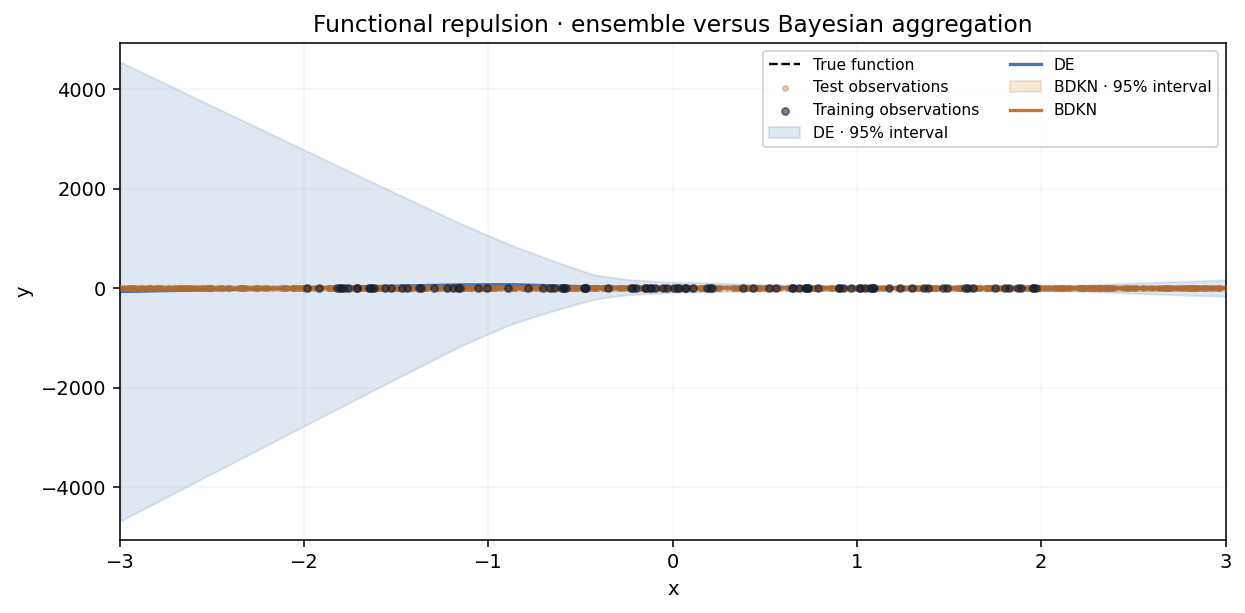 Functional repulsion · ensemble versus Bayesian aggregation
True function
Test observations
Training observations
DE · 95% interval
DE
BDKN · 95% interval
BDKN
y
4000
2000
0
−2000
−4000
−3
−2
−1
0
1
2
3
x